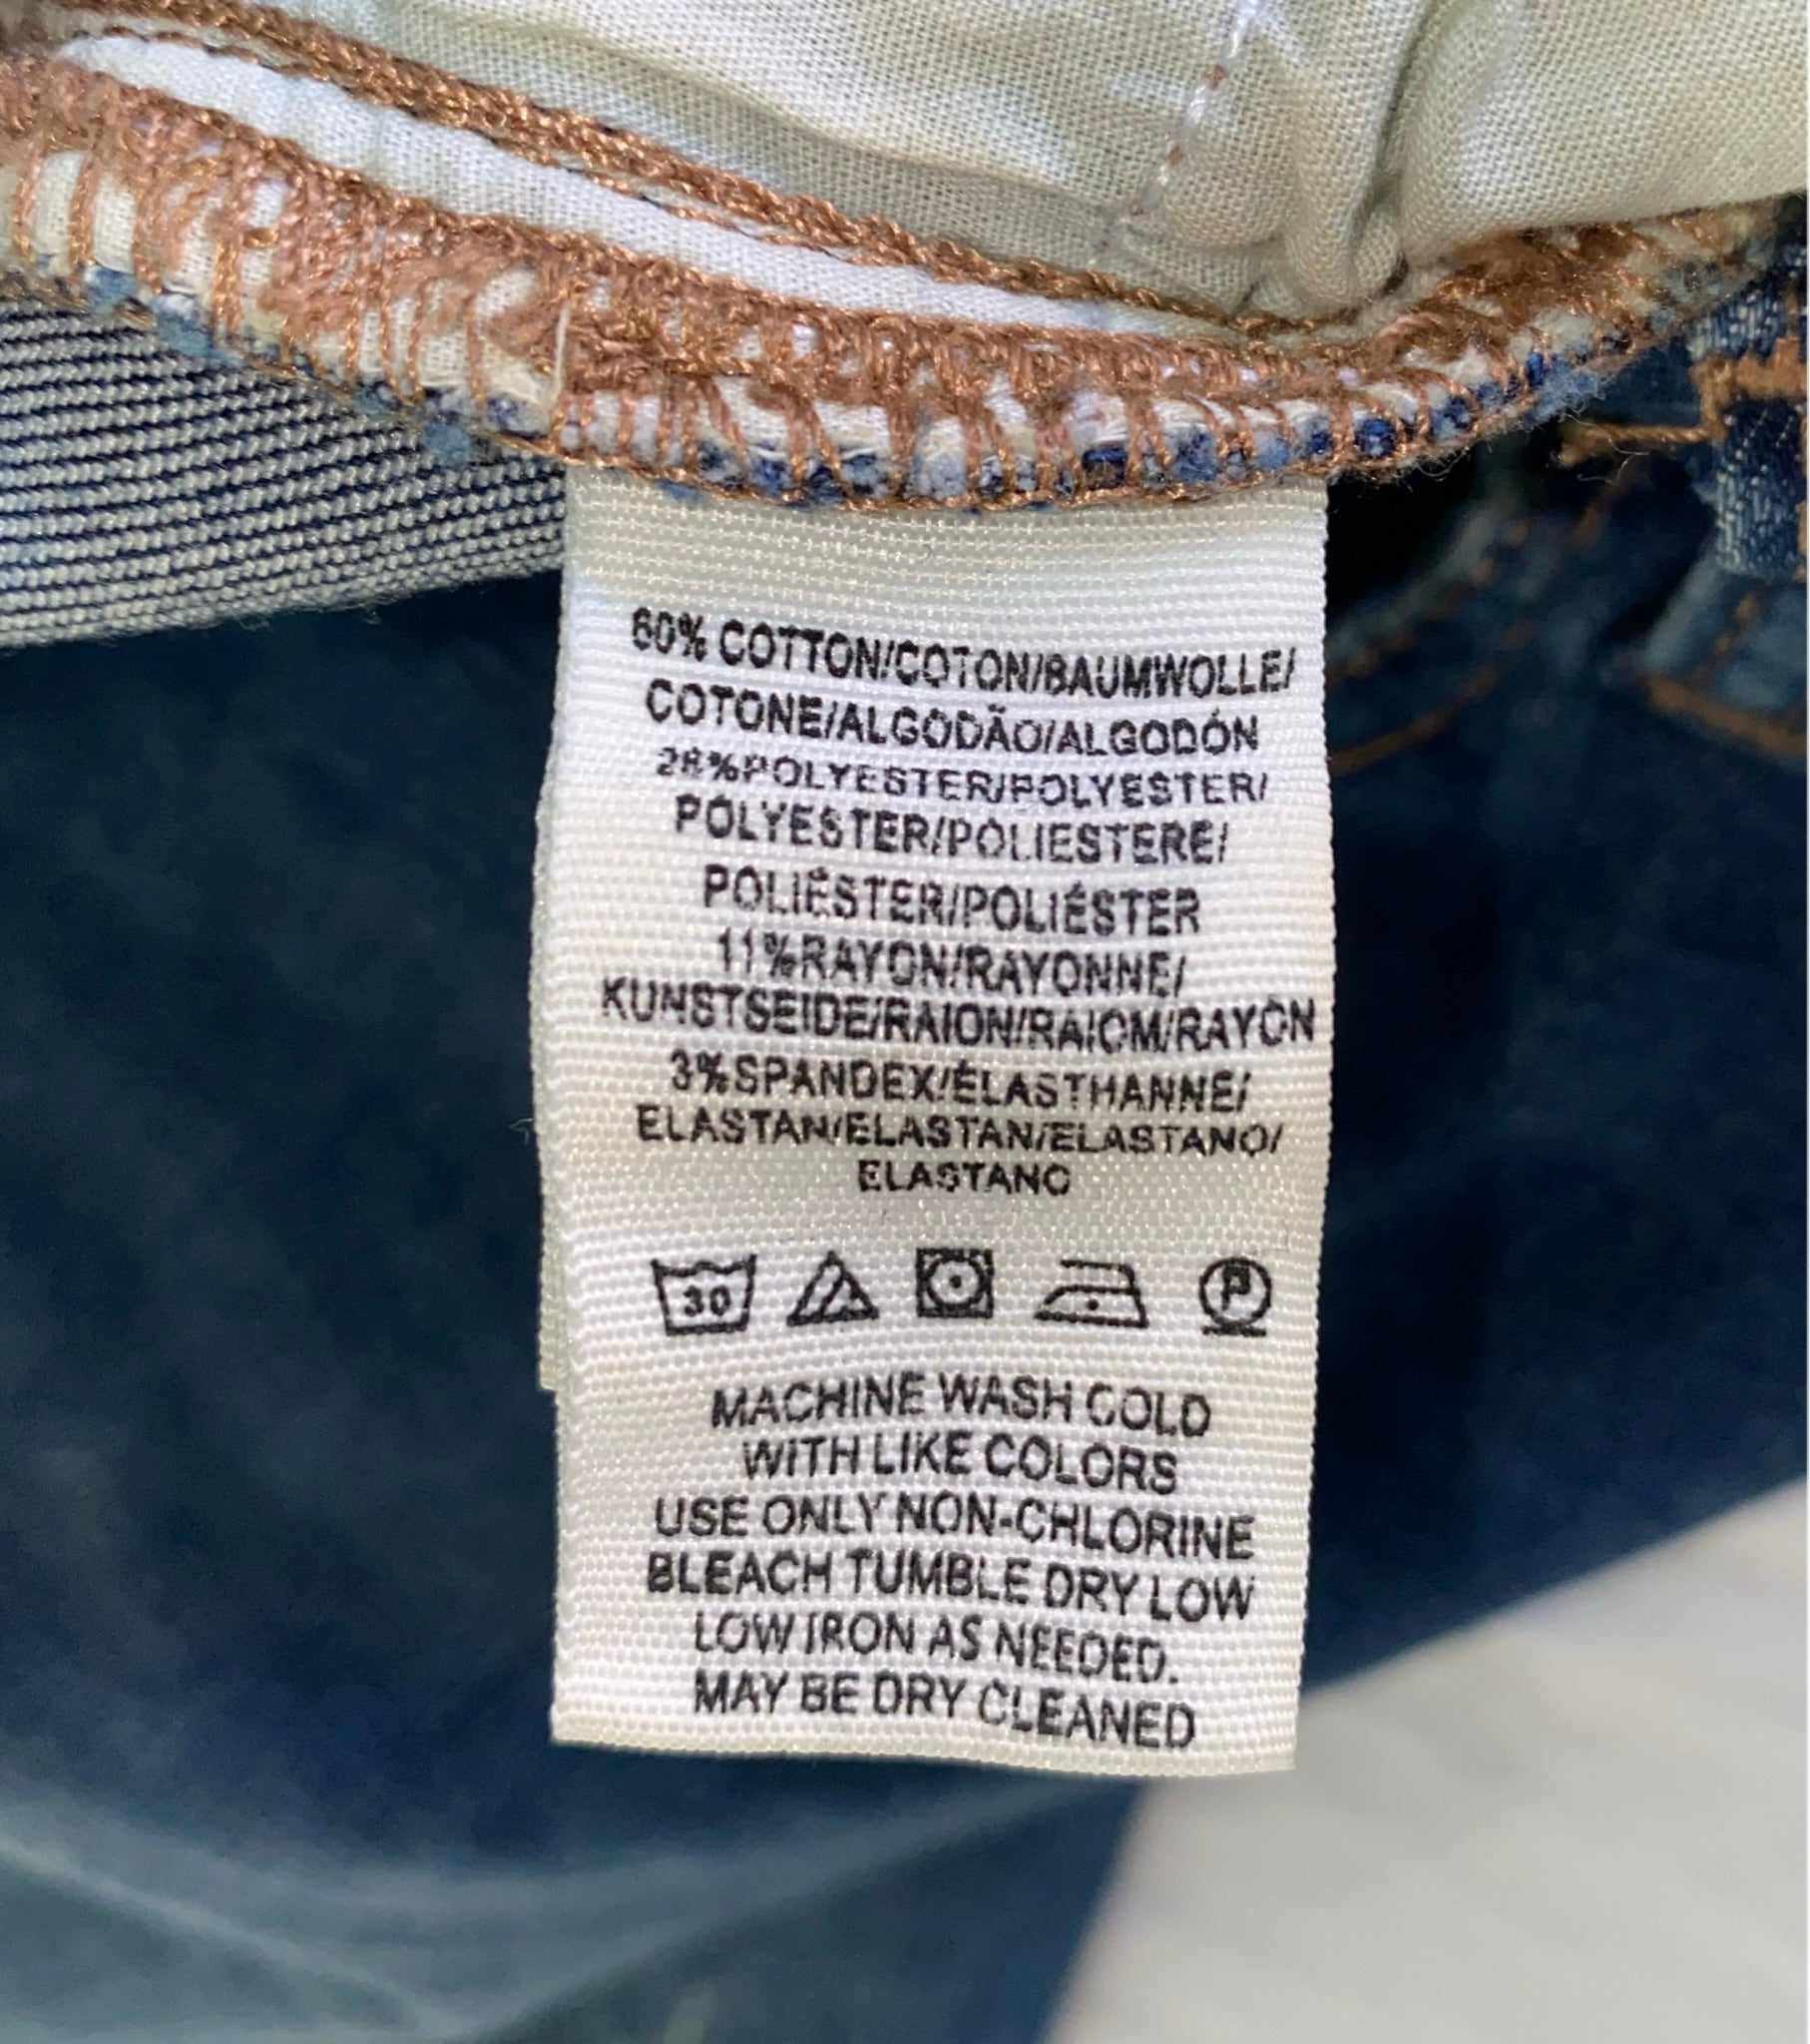 60% COTTON/COTON/BAUMWOLLE/
COTONE/ALGODÃO/ALGODÓN
26%POLYESTER/POLYESTER/
POLYESTER/POLIESTERE/
POLIÉSTER/POLIÉSTER
11%RAYON/RAYONNE/
KUNSTSEIDE/RAION/RAIOM/RAYÓN
3%SPANDEX/ÉLASTHANNE/
ELASTAN/ELASTAN/ELASTANO/
ELASTANO
30
P
MACHINE WASH COLD
WITH LIKE COLORS
USE ONLY NON-CHLORINE
BLEACH TUMBLE DRY LOW
LOW IRON AS NEEDED.
MAY BE DRY CLEANED